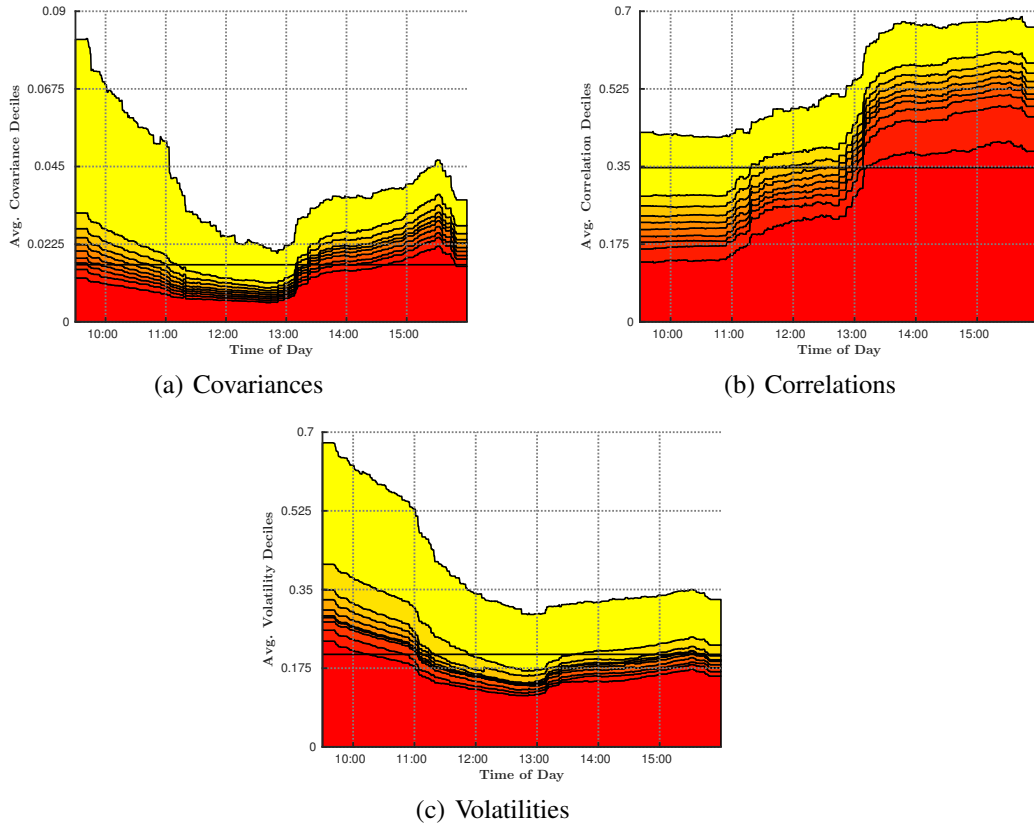 0.09
0.0675
0.045
0.0225
0
Avg. Covariance Deciles
10:00 11:00 12:00 13:00 14:00 15:00
Time of Day
(a) Covariances
0.7
0.525
0.35
0.175
0
Avg. Correlation Deciles
10:00 11:00 12:00 13:00 14:00 15:00
Time of Day
(b) Correlations
0.7
0.525
0.35
0.175
0
Avg. Volatility Deciles
10:00 11:00 12:00 13:00 14:00 15:00
Time of Day
(c) Volatilities